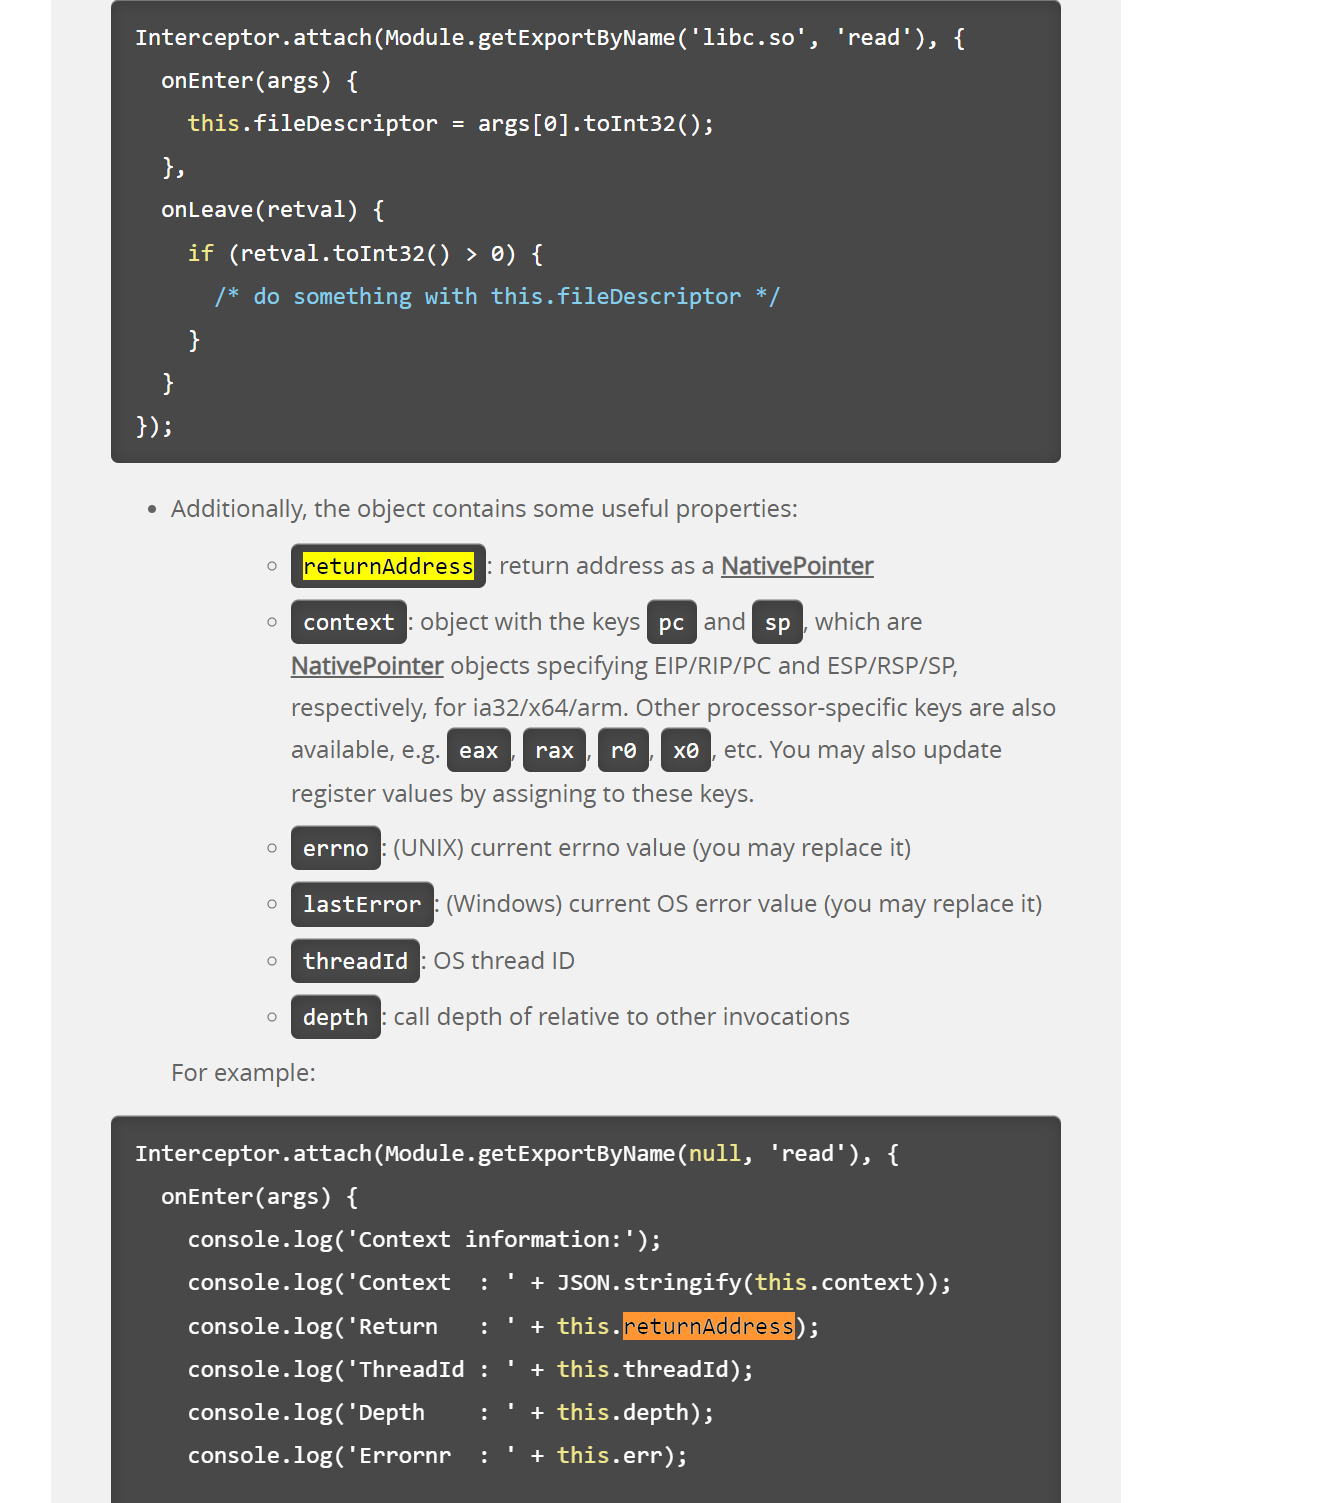 Interceptor.attach(Module.getExportByName('libc.so', 'read'), {
onEnter(args) {
this.fileDescriptor = args[0].toInt32();
},
onLeave(retval) {
if (retval.toInt32() > 0) {
/* do something with this.fileDescriptor */
}
}
});
• Additionally, the object contains some useful properties:
returnAddress : return address as a NativePointer
context : object with the keys pc and sp , which are
NativePointer objects specifying EIP/RIP/PC and ESP/RSP/SP,
respectively, for ia32/x64/arm. Other processor-specific keys are also
available, e.g. eax , rax , r0 , x0 , etc. You may also update
register values by assigning to these keys.
errno : (UNIX) current errno value (you may replace it)
lastError : (Windows) current OS error value (you may replace it)
threadId : OS thread ID
depth : call depth of relative to other invocations
For example:
Interceptor.attach(Module.getExportByName(null, 'read'), {
onEnter(args) {
console.log('Context information:');
console.log('Context  : ' + JSON.stringify(this.context));
console.log('Return   : ' + this.returnAddress);
console.log('ThreadId : ' + this.threadId);
console.log('Depth    : ' + this.depth);
console.log('Errornr  : ' + this.err);